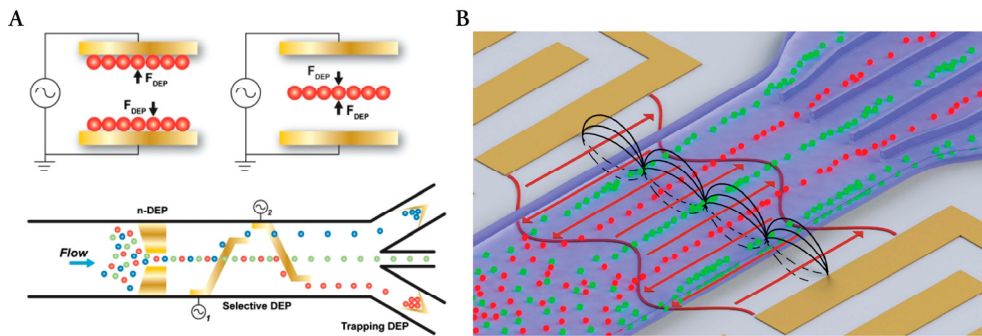 A
B
F DEP
F DEP
F DEP
F DEP
n-DEP
2
Flow
1
Selective DEP
Trapping DEP